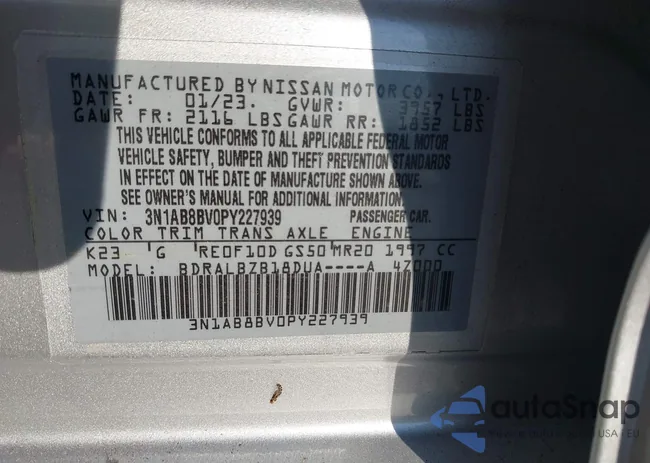 MANUFACTURED BY NISSAN MOTOR CO., LTD.
DATE: 01/23. GVWR: 3957 LBS
GAWR FR: 2116 LBS GAWR RR: 1852 LBS
THIS VEHICLE CONFORMS TO ALL APPLICABLE FEDERAL MOTOR
VEHICLE SAFETY, BUMPER AND THEFT PREVENTION STANDARDS
IN EFFECT ON THE DATE OF MANUFACTURE SHOWN ABOVE.
SEE OWNER'S MANUAL FOR ADDITIONAL INFORMATION.
VIN: 3N1AB8BV0PY227939 PASSENGER CAR.
COLOR TRIM TRANS AXLE ENGINE
K23 G RE0F10D GS50 MR20 1997 CC
MODEL: BDRALBZB18DUA----A 4Z000
3N1AB8BV0PY227939
autoSnap
USA - EU